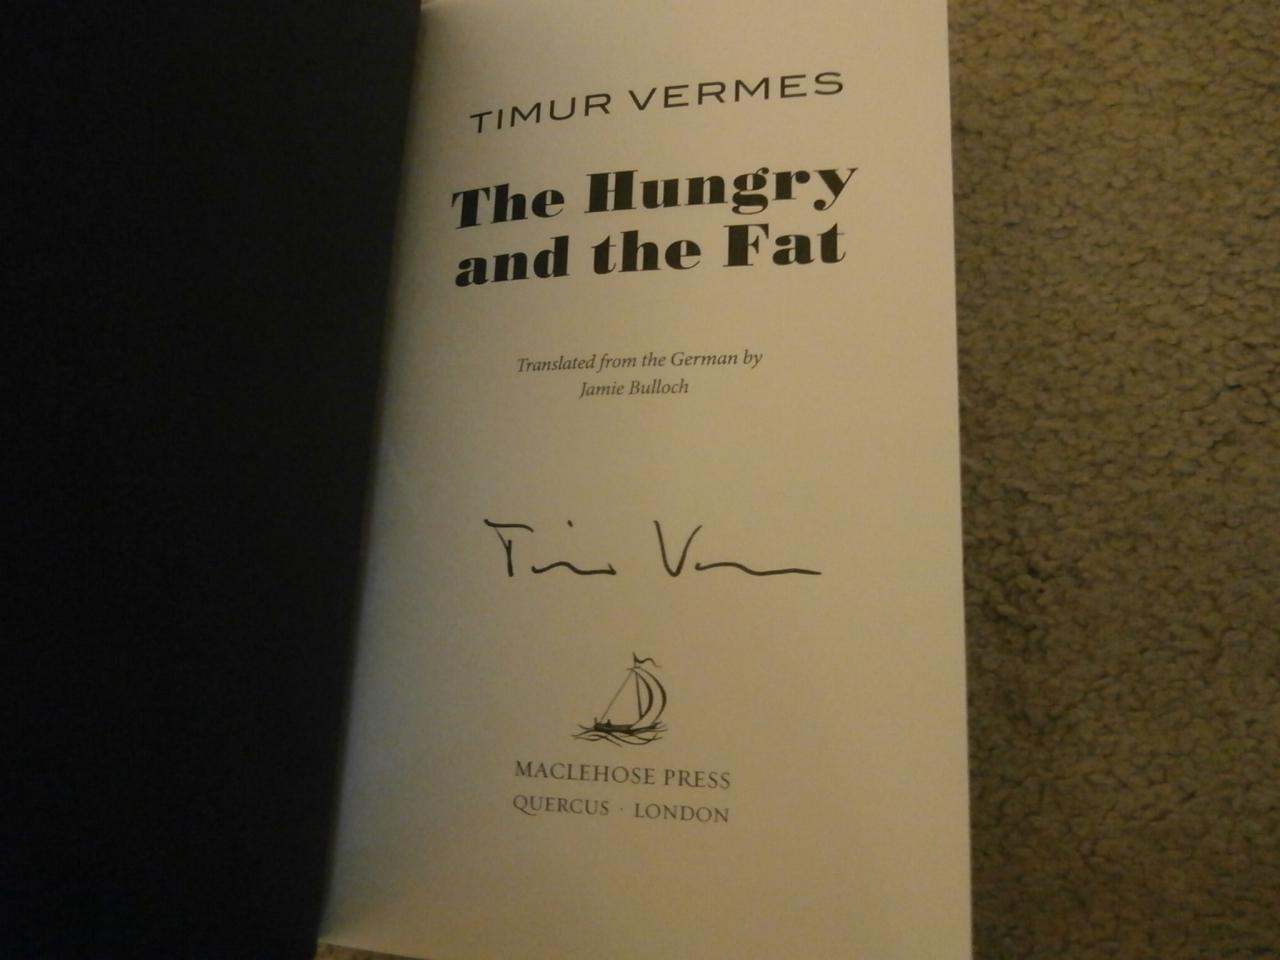 TIMUR VERMES
The Hungry
and the Fat
Translated from the German by
Jamie Bulloch
MACLEHOSE PRESS
QUERCUS · LONDON